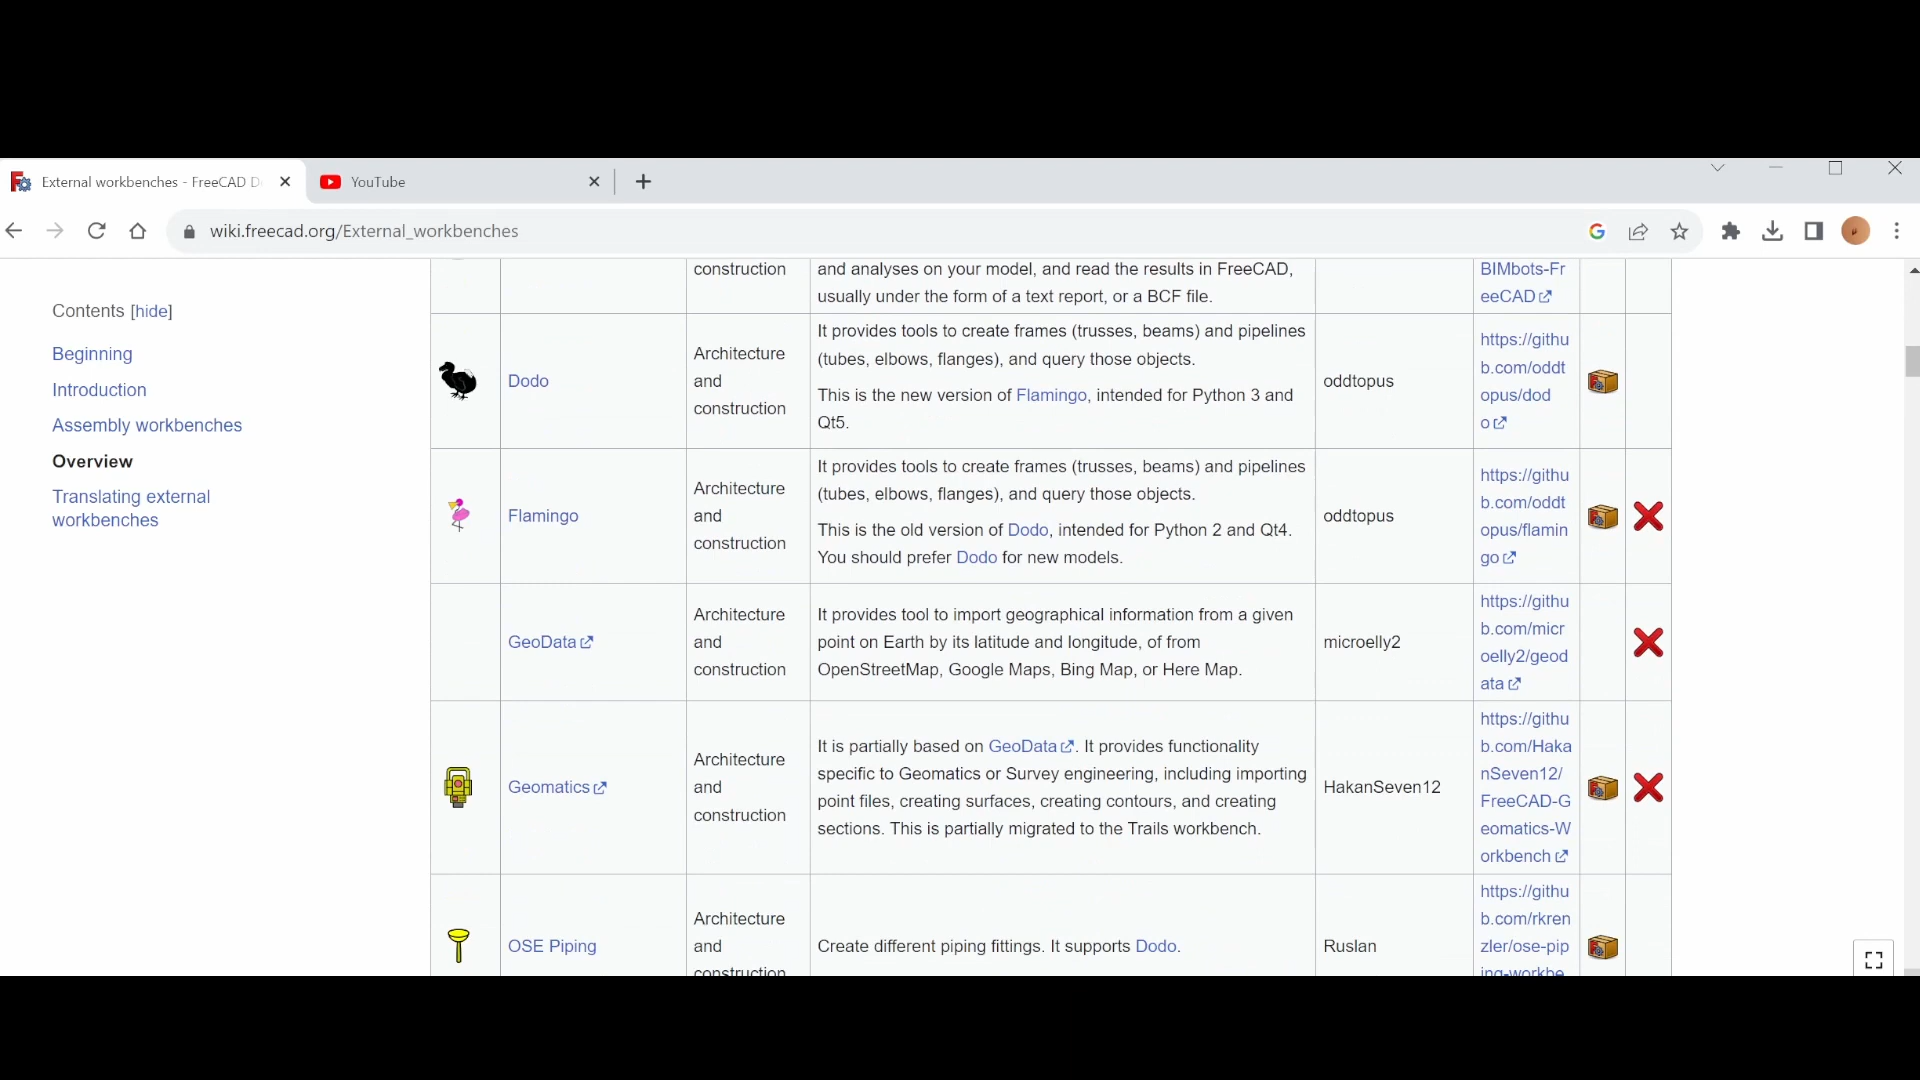 External workbenches - FreeCAD D
YouTube
wiki.freecad.org/External_workbenches
Contents [hide]
Beginning
Introduction
Assembly workbenches
Overview
Translating external
workbenches
construction
and analyses on your model, and read the results in FreeCAD,
usually under the form of a text report, or a BCF file.
BIMbots-Fr
eeCAD
Dodo
Architecture
and
construction
It provides tools to create frames (trusses, beams) and pipelines
(tubes, elbows, flanges), and query those objects.
This is the new version of Flamingo, intended for Python 3 and
Qt5.
oddtopus
https://githu
b.com/oddt
opus/dod
o
Flamingo
Architecture
and
construction
It provides tools to create frames (trusses, beams) and pipelines
(tubes, elbows, flanges), and query those objects.
This is the old version of Dodo, intended for Python 2 and Qt4.
You should prefer Dodo for new models.
oddtopus
https://githu
b.com/oddt
opus/flamin
go
GeoData
Architecture
and
construction
It provides tool to import geographical information from a given
point on Earth by its latitude and longitude, of from
OpenStreetMap, Google Maps, Bing Map, or Here Map.
microelly2
https://githu
b.com/micr
oelly2/geod
ata
Geomatics
Architecture
and
construction
It is partially based on GeoData. It provides functionality
specific to Geomatics or Survey engineering, including importing
point files, creating surfaces, creating contours, and creating
sections. This is partially migrated to the Trails workbench.
HakanSeven12
https://githu
b.com/Haka
nSeven12/
FreeCAD-G
eomatics-W
orkbench
OSE Piping
Architecture
and
construction
Create different piping fittings. It supports Dodo.
Ruslan
https://githu
b.com/rkren
zler/ose-pip
ing-workbe